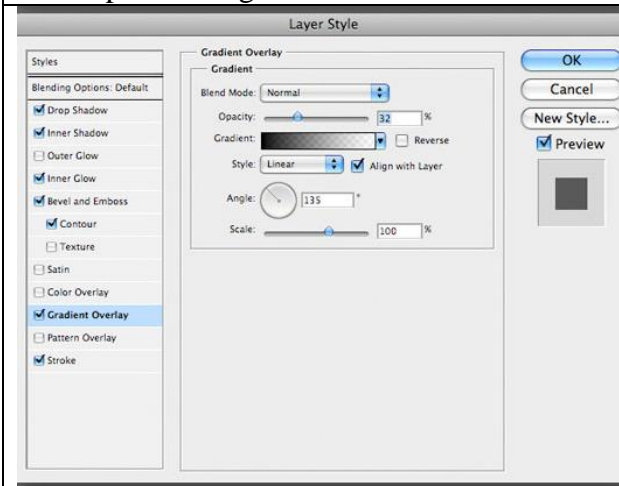 Layer Style
Styles
Blending Options: Default
Drop Shadow
Inner Shadow
Outer Glow
Inner Glow
Bevel and Emboss
Contour
Texture
Satin
Color Overlay
Gradient Overlay
Pattern Overlay
Stroke
Gradient Overlay
Gradient
Blend Mode: Normal
Opacity: 32 %
Gradient: Reverse
Style: Linear Align with Layer
Angle: 135 °
Scale: 100 %
OK
Cancel
New Style...
Preview